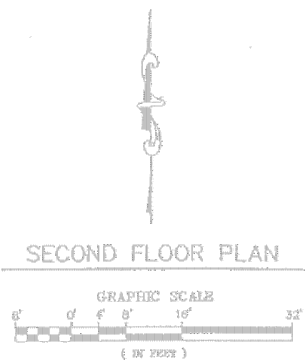 SECOND FLOOR PLAN
GRAPHIC SCALE
8' 0' 4' 8' 16' 32'
( IN FEET )